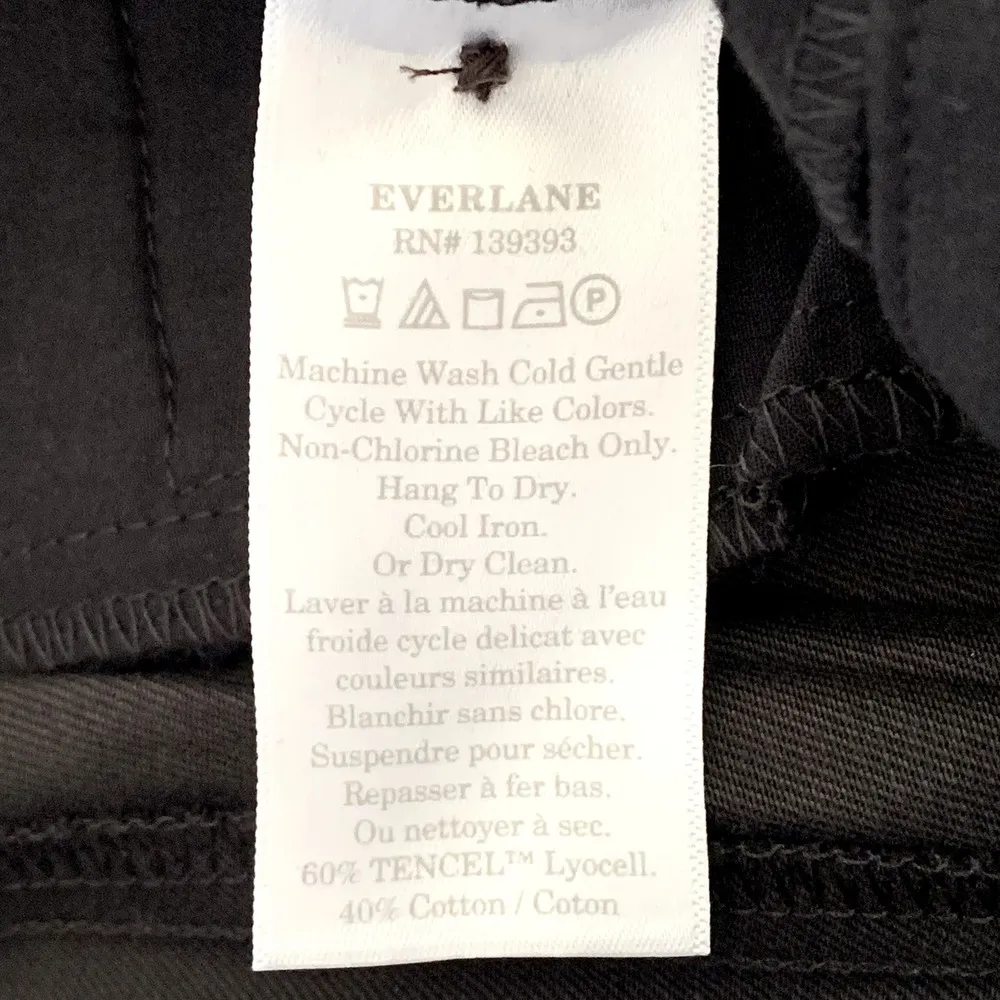 EVERLANE
RN# 139393
P
Machine Wash Cold Gentle
Cycle With Like Colors.
Non-Chlorine Bleach Only.
Hang To Dry.
Cool Iron.
Or Dry Clean.
Laver à la machine à l'eau
froide cycle delicat avec
couleurs similaires.
Blanchir sans chlore.
Suspendre pour sécher.
Repasser à fer bas.
Ou nettoyer à sec.
60% TENCEL™ Lyocell.
40% Cotton / Coton